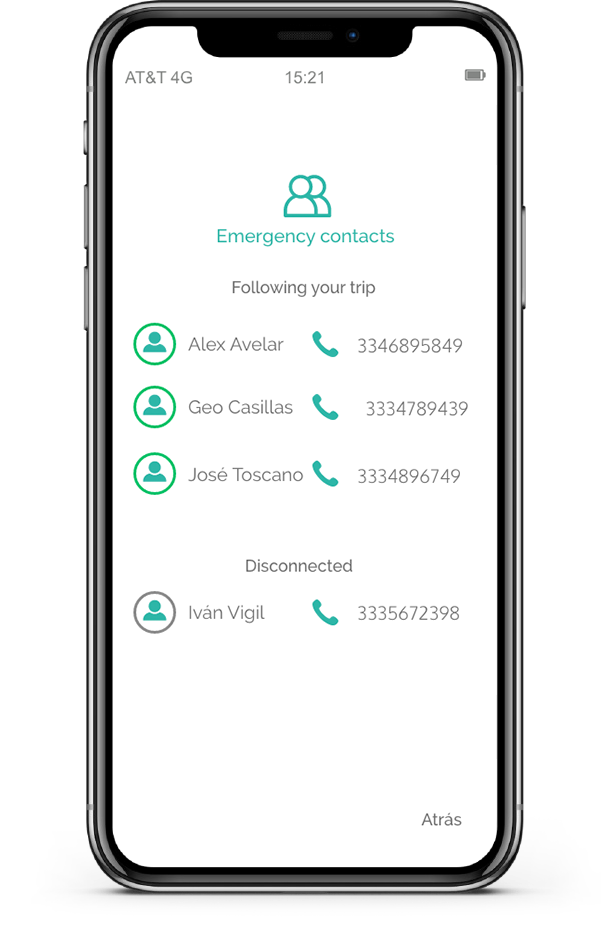 AT&T 4G 15:21
Emergency contacts
Following your trip
Alex Avelar 3346895849
Geo Casillas 3334789439
José Toscano 3334896749
Disconnected
Iván Vigil 3335672398
Atrás